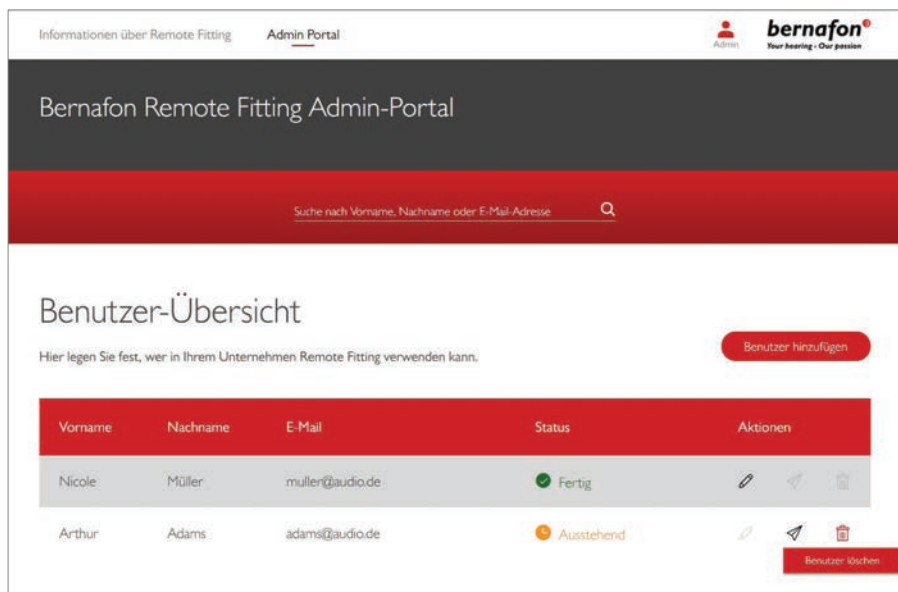 Informationen über Remote Fitting Admin Portal Admin bernafon®
Your hearing • Our passion
Bernafon Remote Fitting Admin-Portal
Suche nach Vorname, Nachname oder E-Mail-Adresse
Benutzer-Übersicht
Hier legen Sie fest, wer in Ihrem Unternehmen Remote Fitting verwenden kann.
Benutzer hinzufügen
Vorname Nachname E-Mail Status Aktionen
Nicole Müller muller@audio.de Fertig
Arthur Adams adams@audio.de Ausstehend
Benutzer löschen